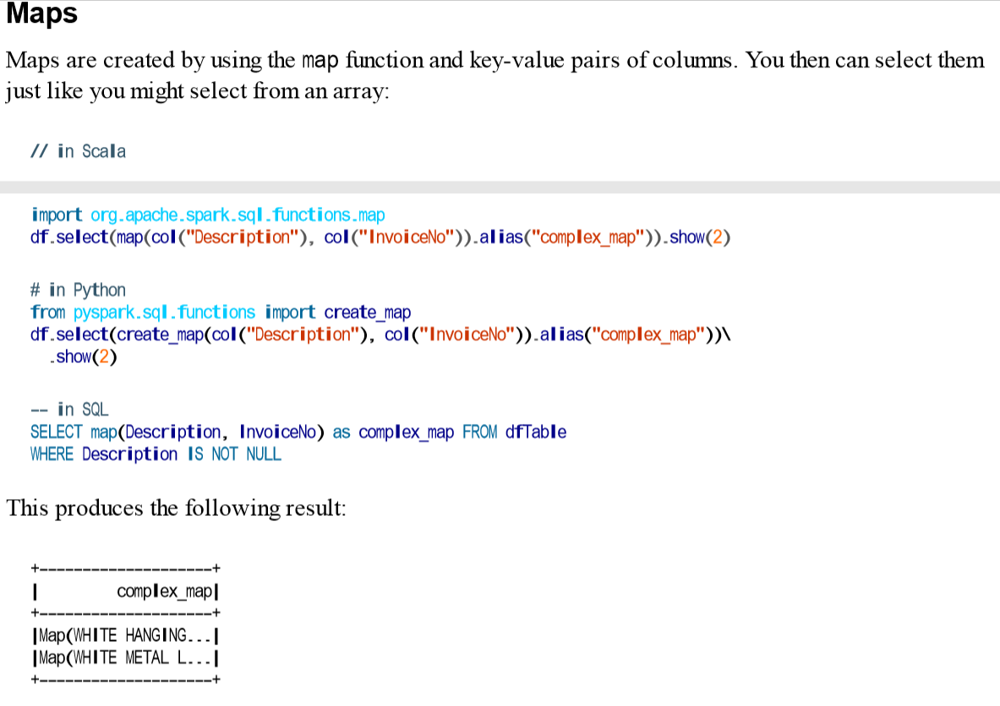 Maps
Maps are created by using the map function and key-value pairs of columns. You then can select them
just like you might select from an array:
// in Scala
import org.apache.spark.sql.functions.map
df.select(map(col("Description"), col("InvoiceNo")).alias("complex_map")).show(2)
# in Python
from pyspark.sql.functions import create_map
df.select(create_map(col("Description"), col("InvoiceNo")).alias("complex_map"))\
  .show(2)
-- in SQL
SELECT map(Description, InvoiceNo) as complex_map FROM dfTable
WHERE Description IS NOT NULL
This produces the following result:
+--------------------+
|         complex_map|
+--------------------+
|Map(WHITE HANGING...|
|Map(WHITE METAL L...|
+--------------------+